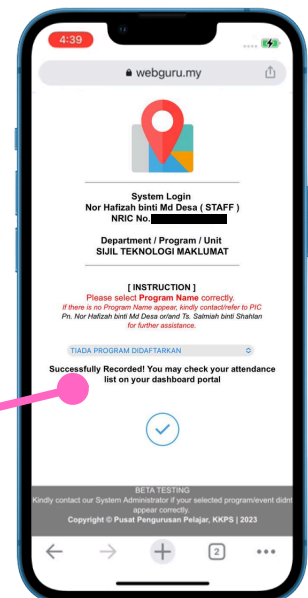 4:39
webguru.my
System Login
Nor Hafizah binti Md Desa ( STAFF )
NRIC No.
Department / Program / Unit
SIJIL TEKNOLOGI MAKLUMAT
[ INSTRUCTION ]
Please select Program Name correctly.
If there is no Program Name appear, kindly contact/refer to PIC
Pn. Nor Hafizah binti Md Desa or/and Ts. Salmiah binti Shahlan
for further assistance.
TIADA PROGRAM DIDAFTARKAN
Successfully Recorded! You may check your attendance
list on your dashboard portal
BETA TESTING
Kindly contact our System Administrator if your selected program/event didnt
appear correctly.
Copyright © Pusat Pengurusan Pelajar, KKPS | 2023
2